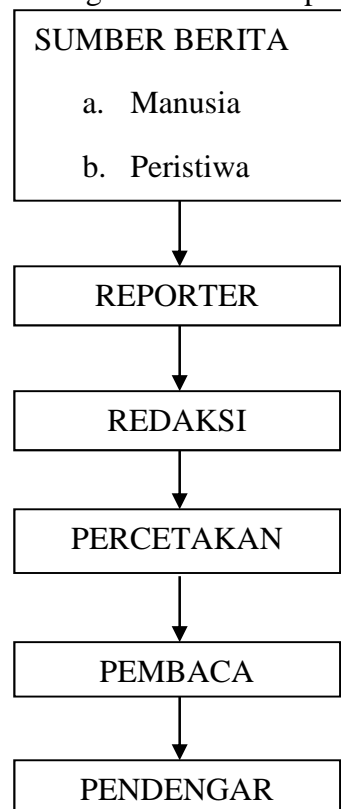 SUMBER BERITA
a. Manusia
b. Peristiwa
REPORTER
REDAKSI
PERCETAKAN
PEMBACA
PENDENGAR